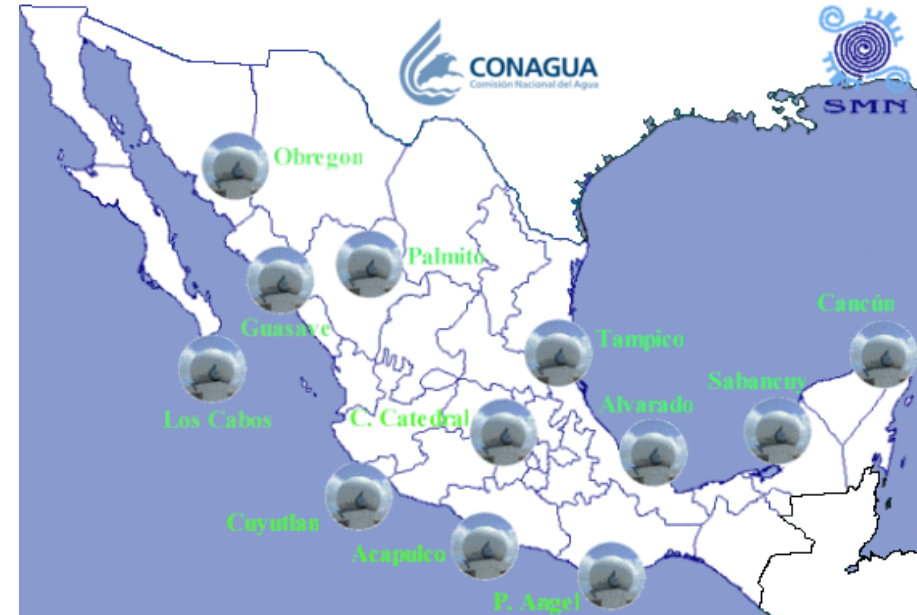 CONAGUA
Comisión Nacional del Agua
SMN
Obregon
Palmito
Guasave
Cancún
Tampico
Sabancuy
Los Cabos
C. Catedral
Alvarado
Cuyutlan
Acapulco
P. Angel